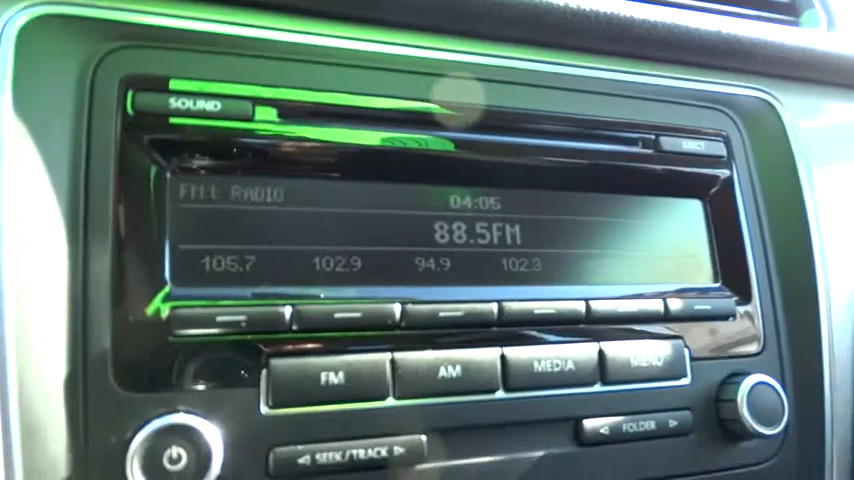 SOUND
EJECT
FM1 RADIO
04:05
88.5FM
105.7 102.9 94.9 102.3
FM AM MEDIA MENU
SEEK/TRACK
FOLDER